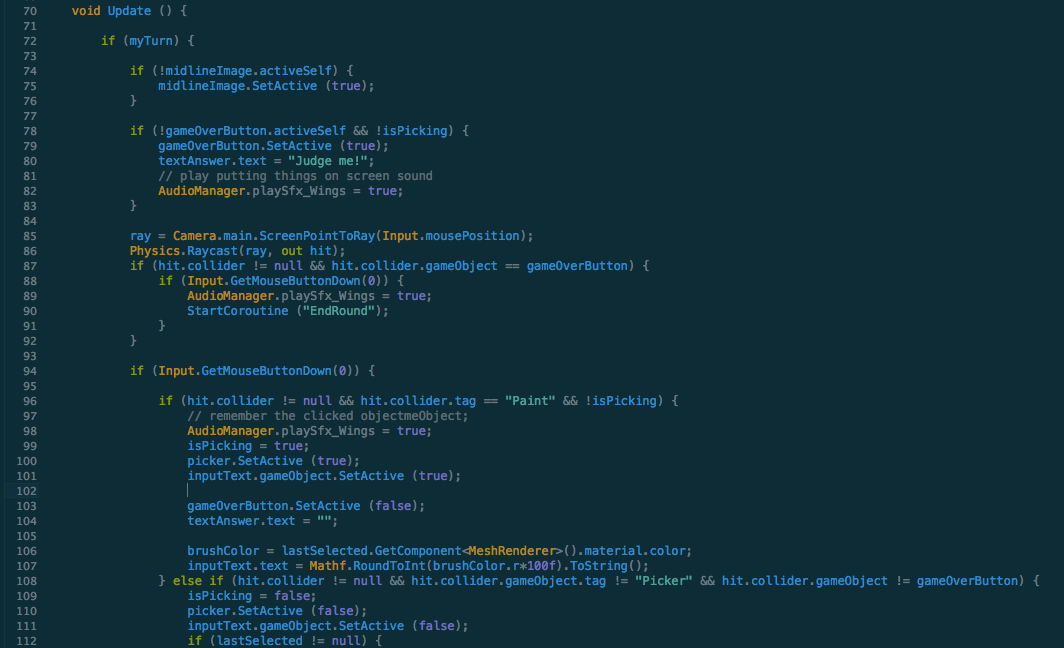 70 void Update () {
71
72 if (myTurn) {
73
74 if (!midlineImage.activeSelf) {
75 midlineImage.SetActive (true);
76 }
77
78 if (!gameOverButton.activeSelf && !isPicking) {
79 gameOverButton.SetActive (true);
80 textAnswer.text = "Judge me!";
81 // play putting things on screen sound
82 AudioManager.playSfx_Wings = true;
83 }
84
85 ray = Camera.main.ScreenPointToRay(Input.mousePosition);
86 Physics.Raycast(ray, out hit);
87 if (hit.collider != null && hit.collider.gameObject == gameOverButton) {
88 if (Input.GetMouseButtonDown(0)) {
89 AudioManager.playSfx_Wings = true;
90 StartCoroutine ("EndRound");
91 }
92 }
93
94 if (Input.GetMouseButtonDown(0)) {
95
96 if (hit.collider != null && hit.collider.tag == "Paint" && !isPicking) {
97 // remember the clicked objectmeObject;
98 AudioManager.playSfx_Wings = true;
99 isPicking = true;
100 picker.SetActive (true);
101 inputText.gameObject.SetActive (true);
102
103 gameOverButton.SetActive (false);
104 textAnswer.text = "";
105
106 brushColor = lastSelected.GetComponent<MeshRenderer>().material.color;
107 inputText.text = Mathf.RoundToInt(brushColor.r*100f).ToString();
108 } else if (hit.collider != null && hit.collider.gameObject.tag != "Picker" && hit.collider.gameObject != gameOverButton) {
109 isPicking = false;
110 picker.SetActive (false);
111 inputText.gameObject.SetActive (false);
112 if (lastSelected != null) {